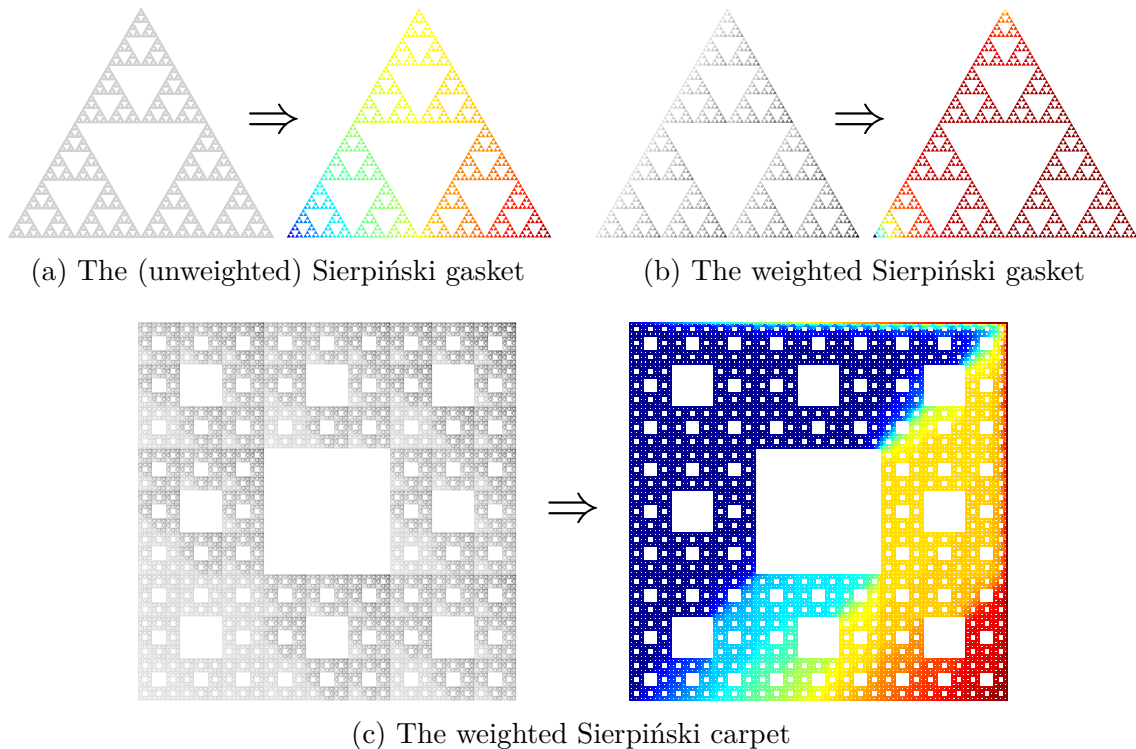 (a) The (unweighted) Sierpiński gasket
(b) The weighted Sierpiński gasket
(c) The weighted Sierpiński carpet